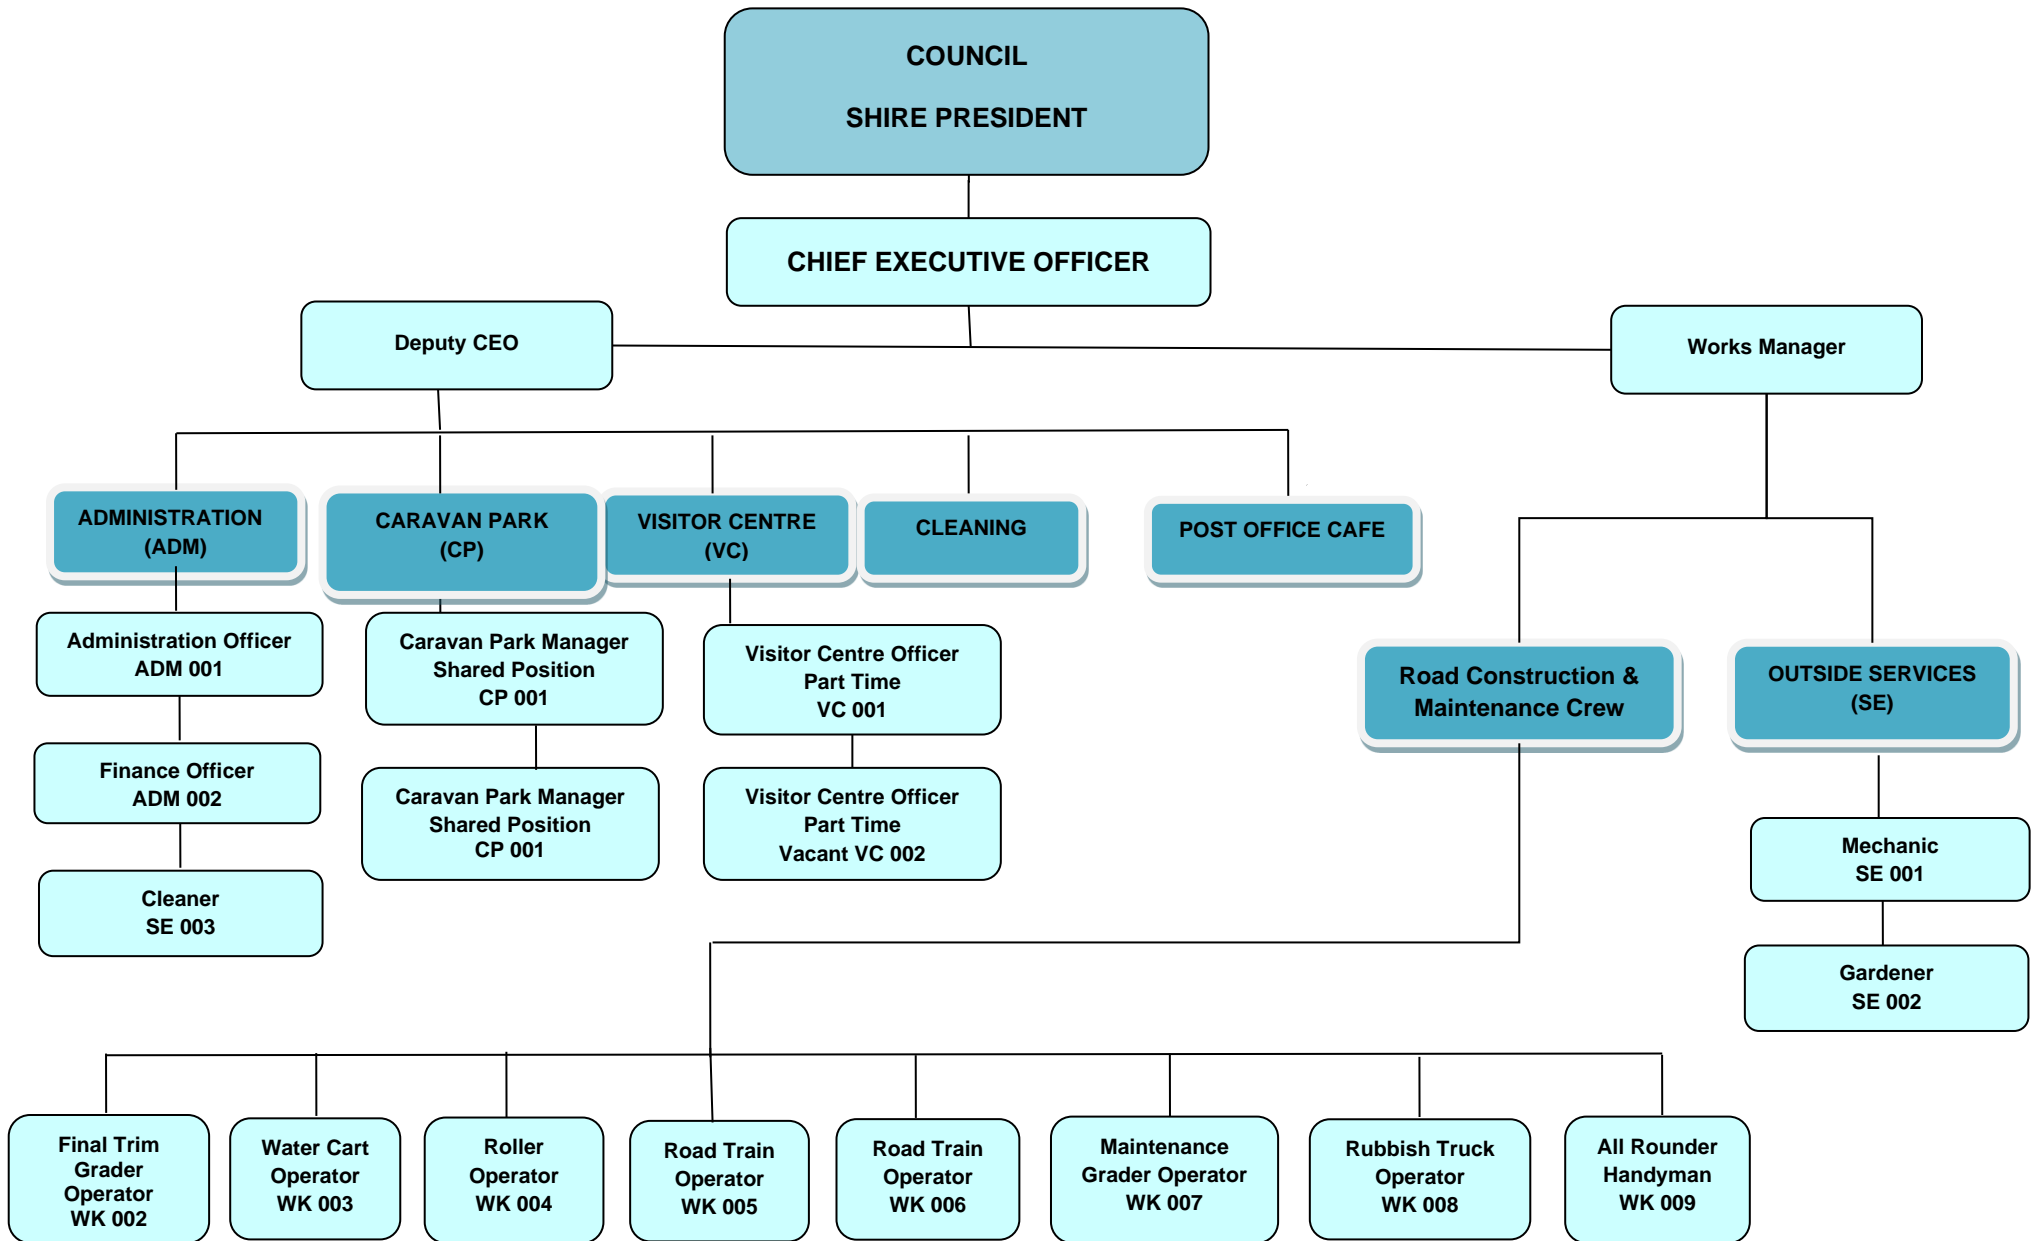 COUNCIL
SHIRE PRESIDENT
CHIEF EXECUTIVE OFFICER
Deputy CEO
Works Manager
ADMINISTRATION
(ADM)
CARAVAN PARK
(CP)
VISITOR CENTRE
(VC)
CLEANING
POST OFFICE CAFE
Administration Officer
ADM 001
Caravan Park Manager
Shared Position
CP 001
Visitor Centre Officer
Part Time
VC 001
Road Construction &
Maintenance Crew
OUTSIDE SERVICES
(SE)
Finance Officer
ADM 002
Caravan Park Manager
Shared Position
CP 001
Visitor Centre Officer
Part Time
Vacant VC 002
Mechanic
SE 001
Cleaner
SE 003
Gardener
SE 002
Final Trim
Grader
Operator
WK 002
Water Cart
Operator
WK 003
Roller
Operator
WK 004
Road Train
Operator
WK 005
Road Train
Operator
WK 006
Maintenance
Grader Operator
WK 007
Rubbish Truck
Operator
WK 008
All Rounder
Handyman
WK 009